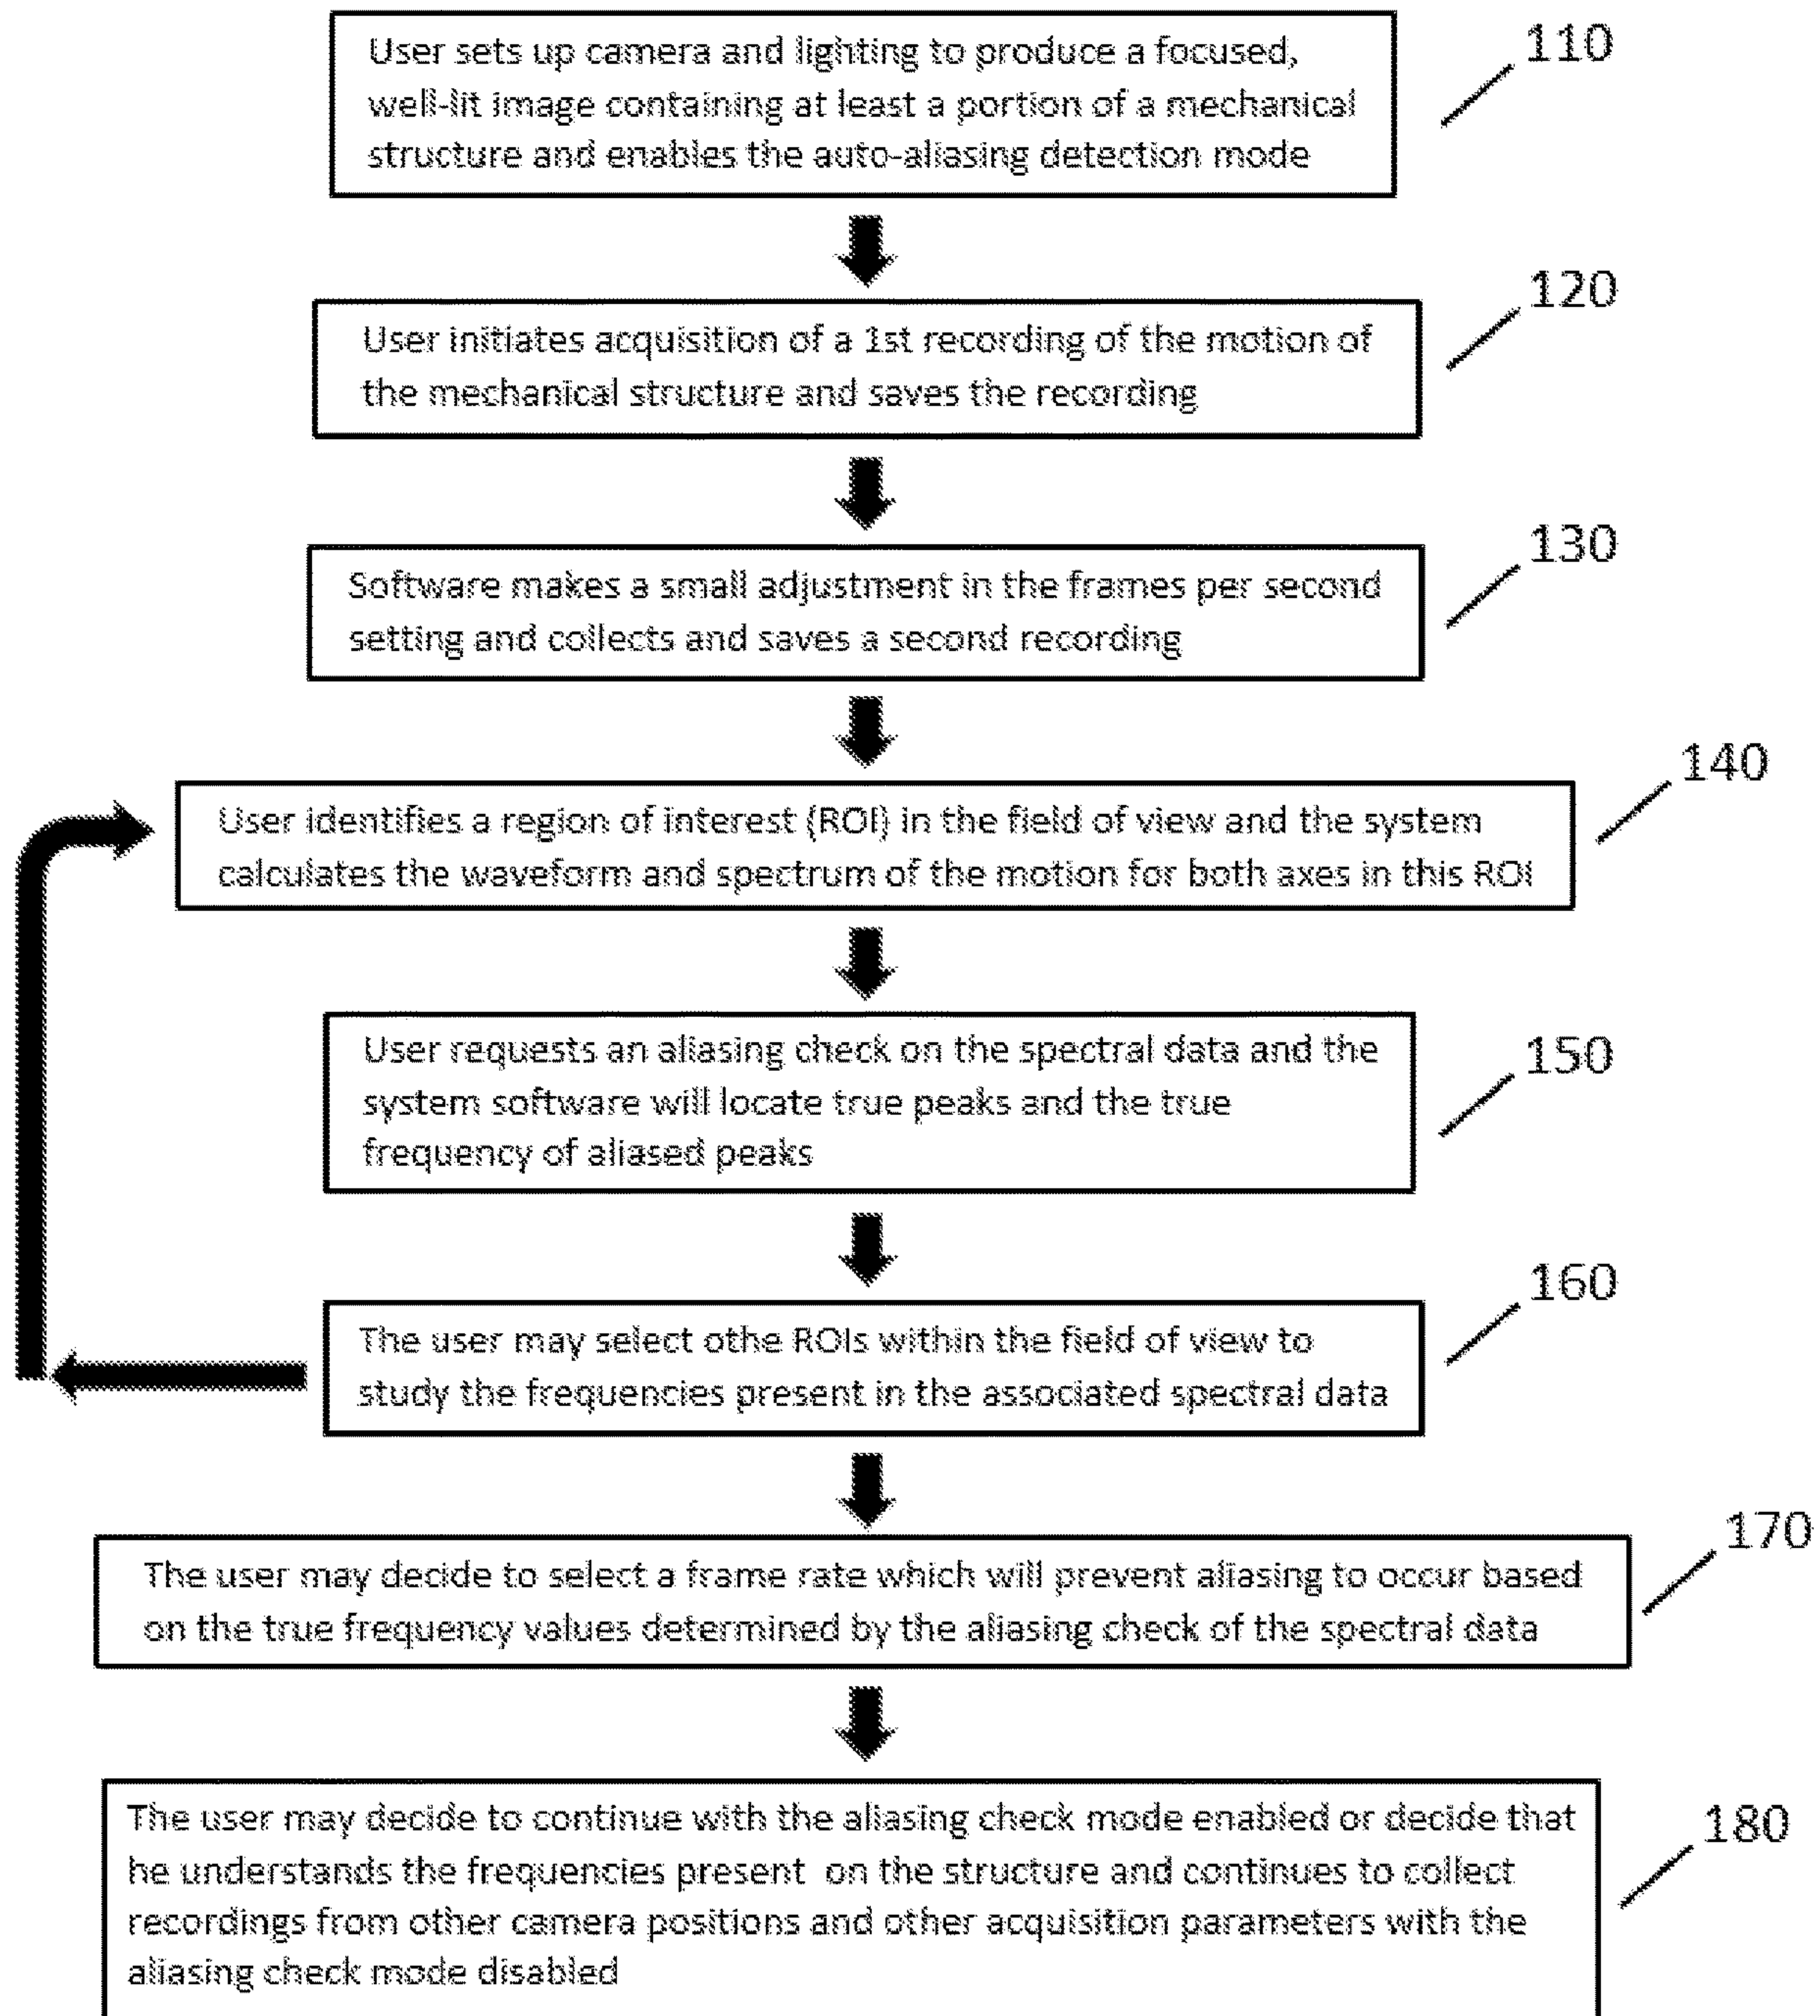 User sets up camera and lighting to produce a focused,
well-lit image containing at least a portion of a mechanical
structure and enables the auto-aliasing detection mode
110
User initiates acquisition of a 1st recording of the motion of
the mechanical structure and saves the recording
120
Software makes a small adjustment in the frames per second
setting and collects and saves a second recording
130
User identifies a region of interest (ROI) in the field of view and the system
calculates the waveform and spectrum of the motion for both axes in this ROI
140
User requests an aliasing check on the spectral data and the
system software will locate true peaks and the true
frequency of aliased peaks
150
The user may select othe ROIs within the field of view to
study the frequencies present in the associated spectral data
160
The user may decide to select a frame rate which will prevent aliasing to occur based
on the true frequency values determined by the aliasing check of the spectral data
170
The user may decide to continue with the aliasing check mode enabled or decide that
he understands the frequencies present on the structure and continues to collect
recordings from other camera positions and other acquisition parameters with the
aliasing check mode disabled
180